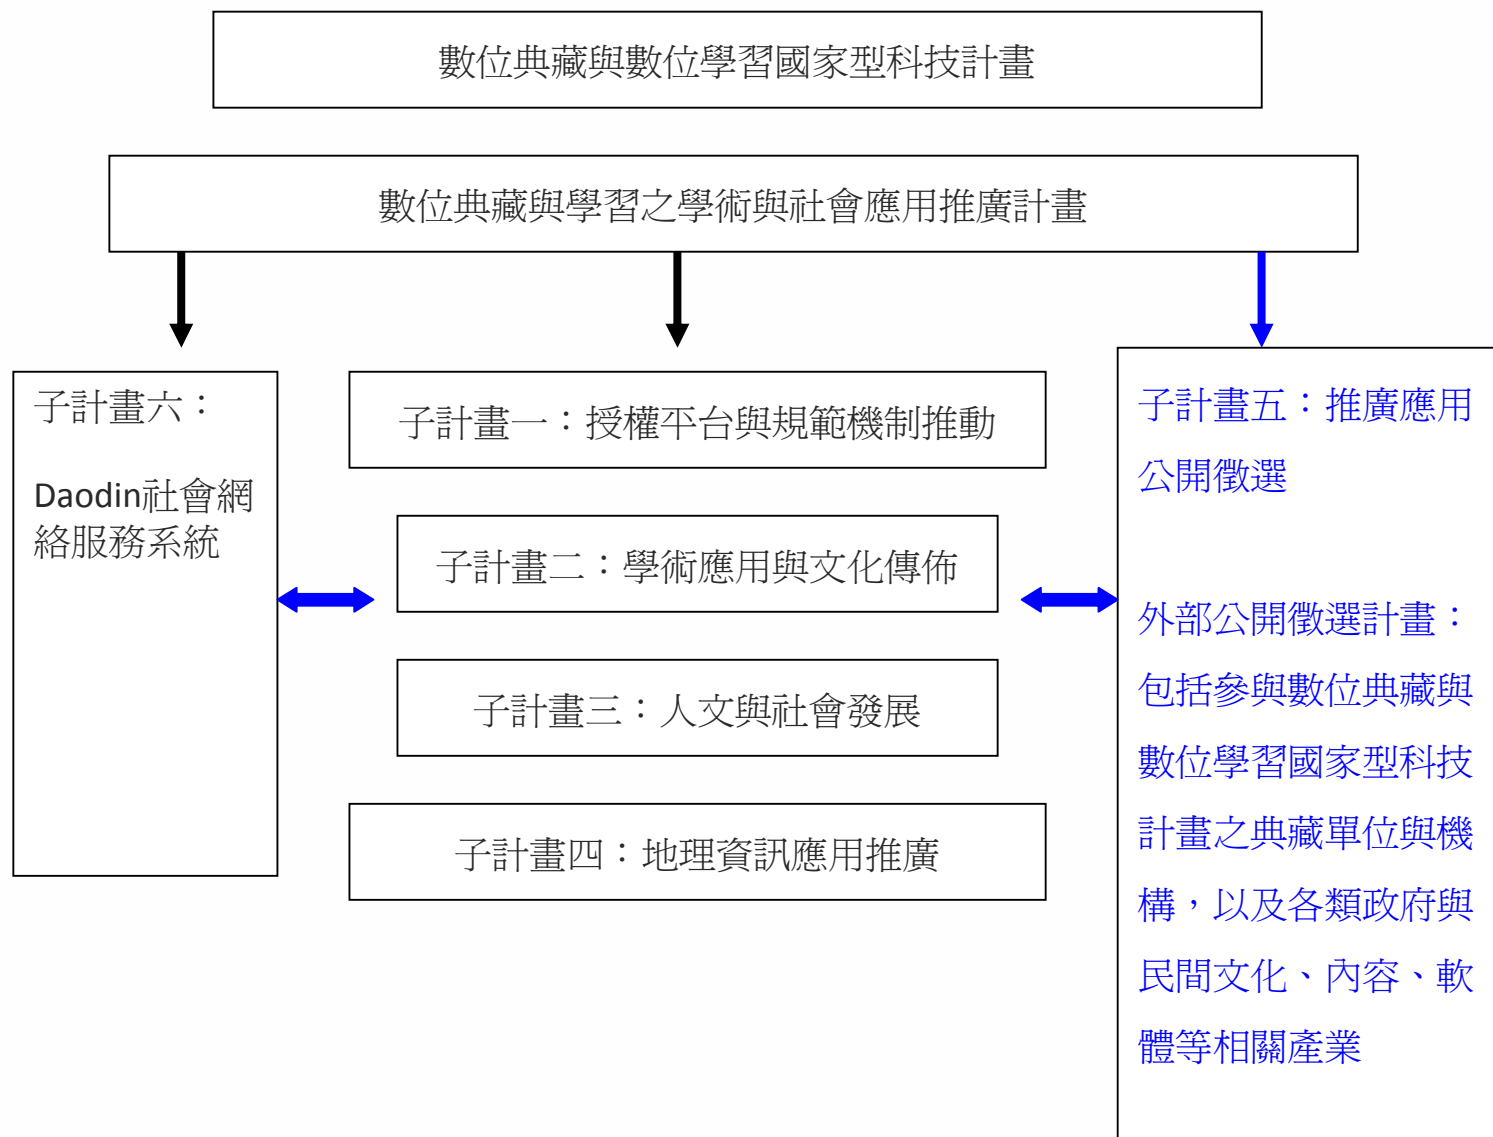 數位典藏與數位學習國家型科技計畫
數位典藏與學習之學術與社會應用推廣計畫
子計畫六：
Daodin社會網
絡服務系統
子計畫一：授權平台與規範機制推動
子計畫二：學術應用與文化傳佈
子計畫三：人文與社會發展
子計畫四：地理資訊應用推廣
子計畫五：推廣應用
公開徵選
外部公開徵選計畫：
包括參與數位典藏與
數位學習國家型科技
計畫之典藏單位與機
構，以及各類政府與
民間文化、內容、軟
體等相關產業